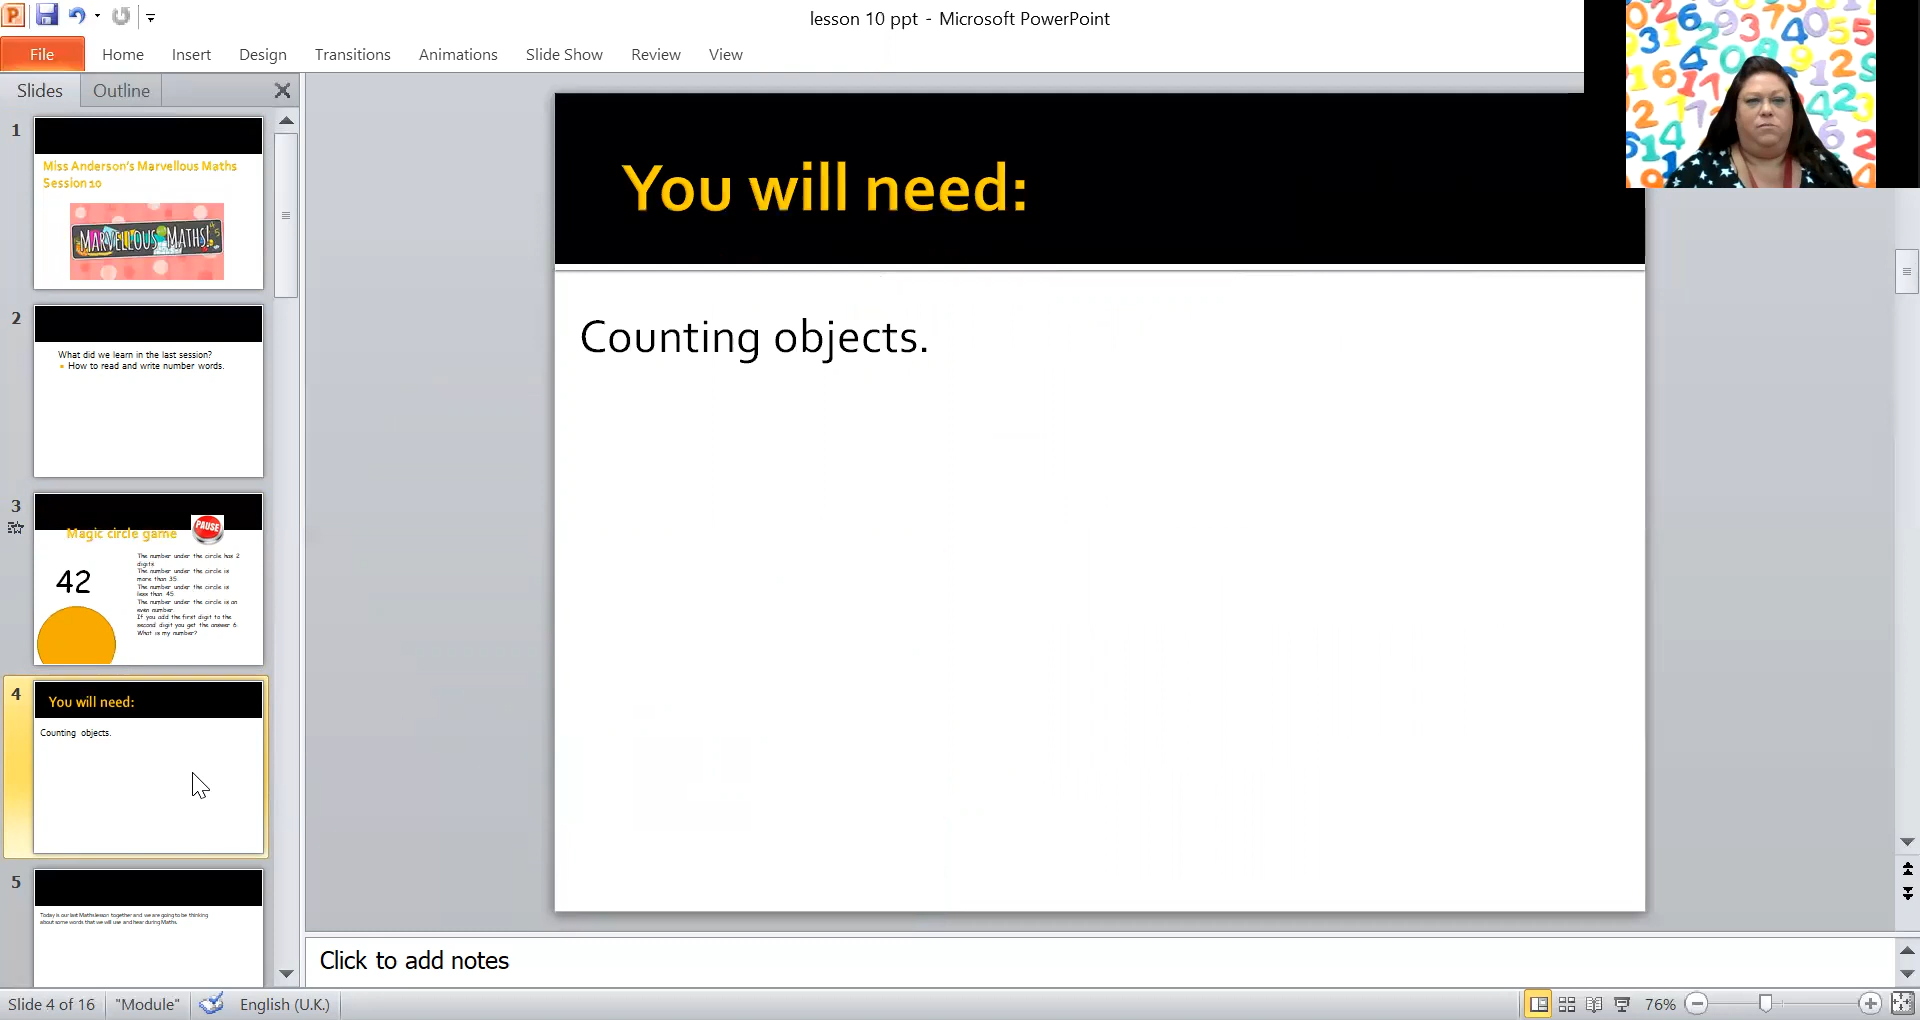 lesson 10 ppt - Microsoft PowerPoint
File Home Insert Design Transitions Animations Slide Show Review View
Slides Outline
1
Miss Anderson's Marvellous Maths
Session 10
MARVELLOUS MATHS!
2
What did we learn in the last session?
How to read and write number words.
3
Magic circle game
PAUSE
42
The number under the circle has 2
digits
The number under the circle is
more than 35
The number under the circle is
less than 45
The number under the circle is an
even number
If you add the first digit to the
second digit you get the answer 6
What is my number?
4
You will need:
Counting objects.
5
Today is our last Maths lesson together and we are going to be thinking
about some words that we will use and hear during Maths.
You will need:
Counting objects.
Click to add notes
Slide 4 of 16 "Module" English (U.K.) 76%